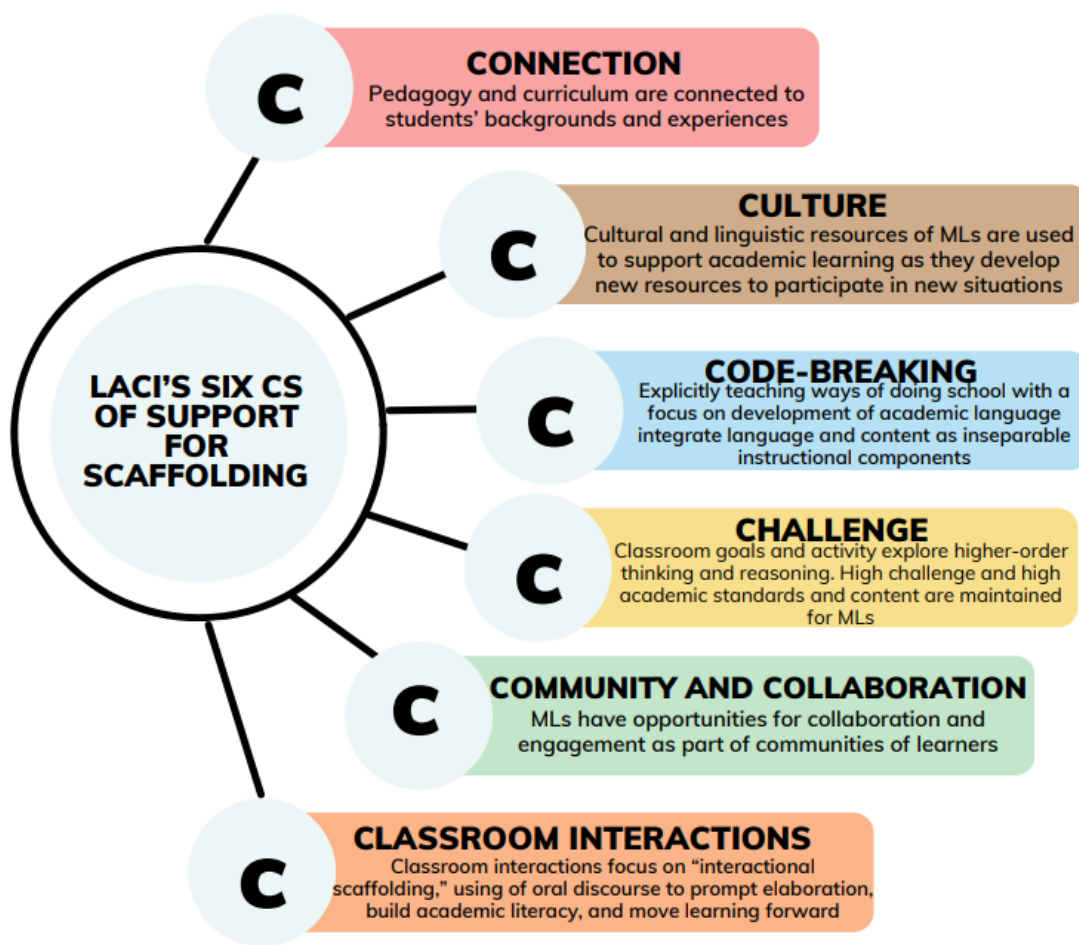 C
CONNECTION
Pedagogy and curriculum are connected to
students' backgrounds and experiences
C
CULTURE
Cultural and linguistic resources of MLs are used
to support academic learning as they develop
new resources to participate in new situations
LACI'S SIX CS
OF SUPPORT
FOR
SCAFFOLDING
C
CODE-BREAKING
Explicitly teaching ways of doing school with a
focus on development of academic language
integrate language and content as inseparable
instructional components
C
CHALLENGE
Classroom goals and activity explore higher-order
thinking and reasoning. High challenge and high
academic standards and content are maintained
for MLs
C
COMMUNITY AND COLLABORATION
MLs have opportunities for collaboration and
engagement as part of communities of learners
C
CLASSROOM INTERACTIONS
Classroom interactions focus on “interactional
scaffolding,” using of oral discourse to prompt elaboration,
build academic literacy, and move learning forward